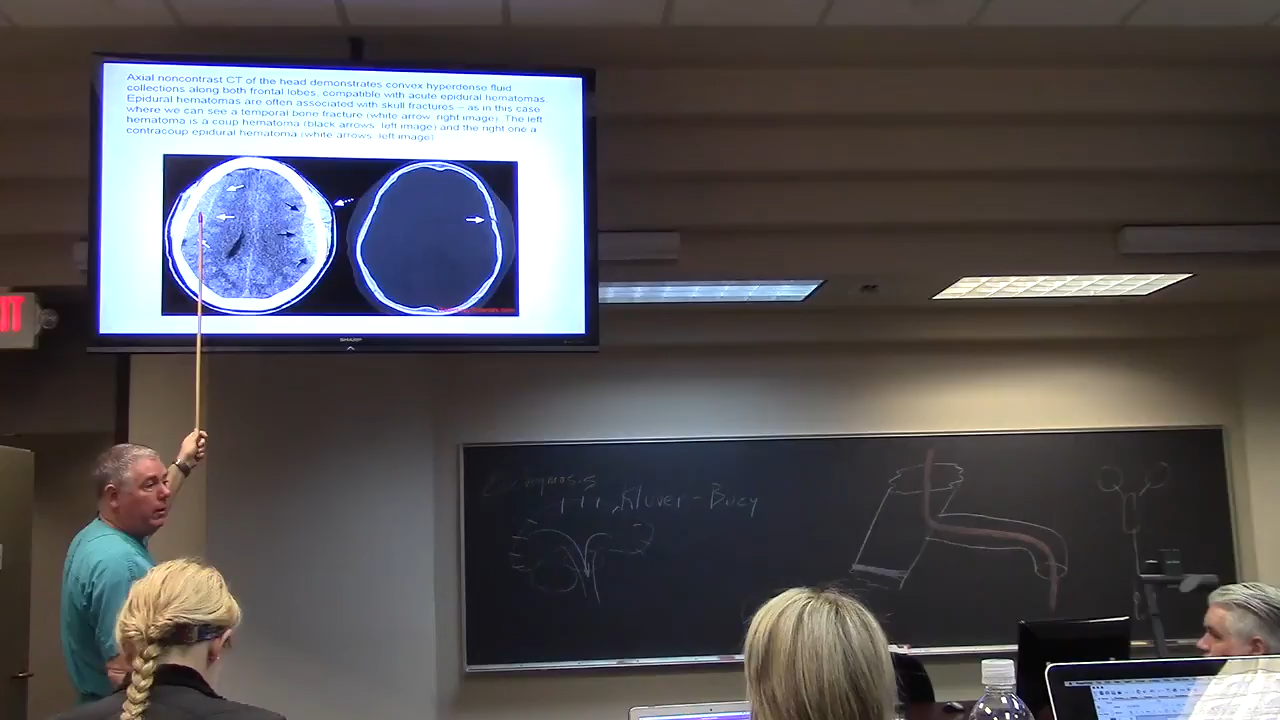 Axial noncontrast CT of the head demonstrates convex hyperdense fluid
collections along both frontal lobes, compatible with acute epidural hematomas.
Epidural hematomas are often associated with skull fractures – as in this case
where we can see a temporal bone fracture (white arrow, right image). The left
hematoma is a coup hematoma (black arrows, left image) and the right one a
contracoup epidural hematoma (white arrows, left image)
SHARP
Kluver-Bucy